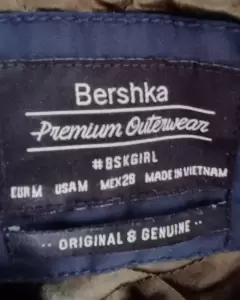 Bershka
Premium Outerwear
#BSKGIRL
EUR M USA M MEX 28 MADE IN VIETNAM
·· ORIGINAL & GENUINE ··